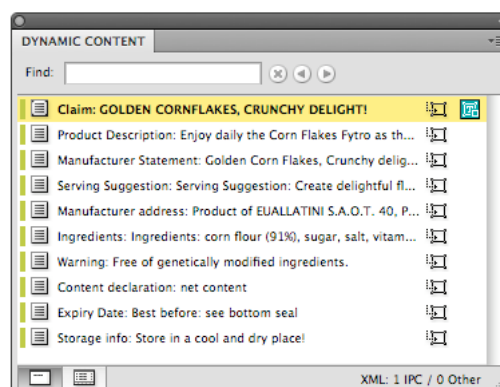 DYNAMIC CONTENT
Find:
Claim: GOLDEN CORNFLAKES, CRUNCHY DELIGHT!
Product Description: Enjoy daily the Corn Flakes Fytro as th...
Manufacturer Statement: Golden Corn Flakes, Crunchy delig...
Serving Suggestion: Serving Suggestion: Create delightful fl...
Manufacturer address: Product of EUALLATINI S.A.O.T. 40, P...
Ingredients: Ingredients: corn flour (91%), sugar, salt, vitam...
Warning: Free of genetically modified ingredients.
Content declaration: net content
Expiry Date: Best before: see bottom seal
Storage info: Store in a cool and dry place!
XML: 1 IPC / 0 Other